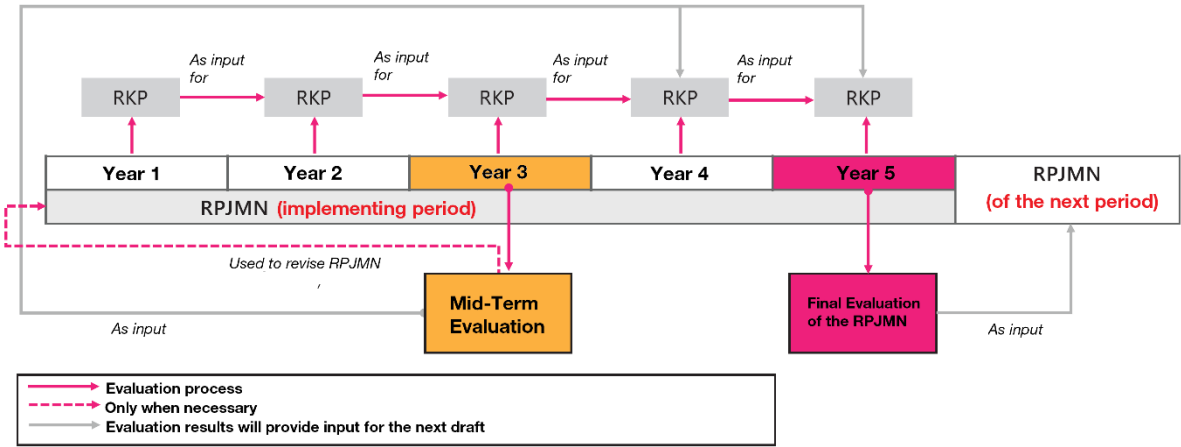 As input
for
As input
for
As input
for
As input
for
RKP
RKP
RKP
RKP
RKP
Year 1
Year 2
Year 3
Year 4
Year 5
RPJMN
(of the next period)
RPJMN (implementing period)
Used to revise RPJMN
,
Mid-Term
Evaluation
Final Evaluation
of the RPJMN
As input
As input
Evaluation process
Only when necessary
Evaluation results will provide input for the next draft